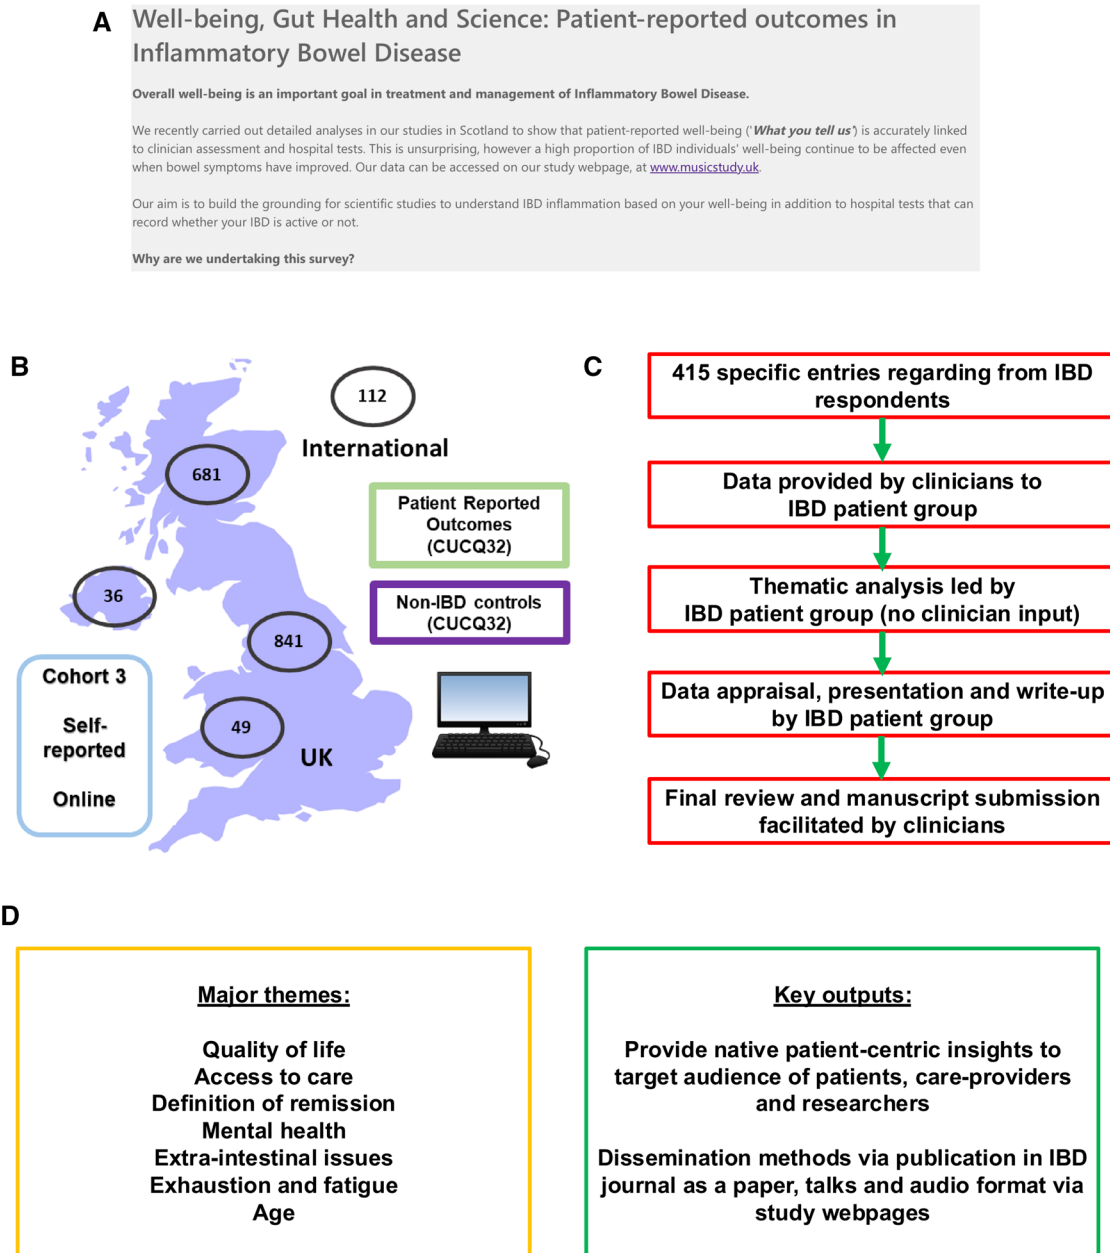 A
Well-being, Gut Health and Science: Patient-reported outcomes in
Inflammatory Bowel Disease
Overall well-being is an important goal in treatment and management of Inflammatory Bowel Disease.
We recently carried out detailed analyses in our studies in Scotland to show that patient-reported well-being ('What you tell us') is accurately linked
to clinician assessment and hospital tests. This is unsurprising, however a high proportion of IBD individuals' well-being continue to be affected even
when bowel symptoms have improved. Our data can be accessed on our study webpage, at www.musicstudy.uk.
Our aim is to build the grounding for scientific studies to understand IBD inflammation based on your well-being in addition to hospital tests that can
record whether your IBD is active or not.
Why are we undertaking this survey?
B
112
International
681
Patient Reported
Outcomes
(CUCQ32)
36
Non-IBD controls
(CUCQ32)
841
Cohort 3
Self-
reported
Online
49
UK
C
415 specific entries regarding from IBD
respondents
Data provided by clinicians to
IBD patient group
Thematic analysis led by
IBD patient group (no clinician input)
Data appraisal, presentation and write-up
by IBD patient group
Final review and manuscript submission
facilitated by clinicians
D
Major themes:
Quality of life
Access to care
Definition of remission
Mental health
Extra-intestinal issues
Exhaustion and fatigue
Age
Key outputs:
Provide native patient-centric insights to
target audience of patients, care-providers
and researchers
Dissemination methods via publication in IBD
journal as a paper, talks and audio format via
study webpages